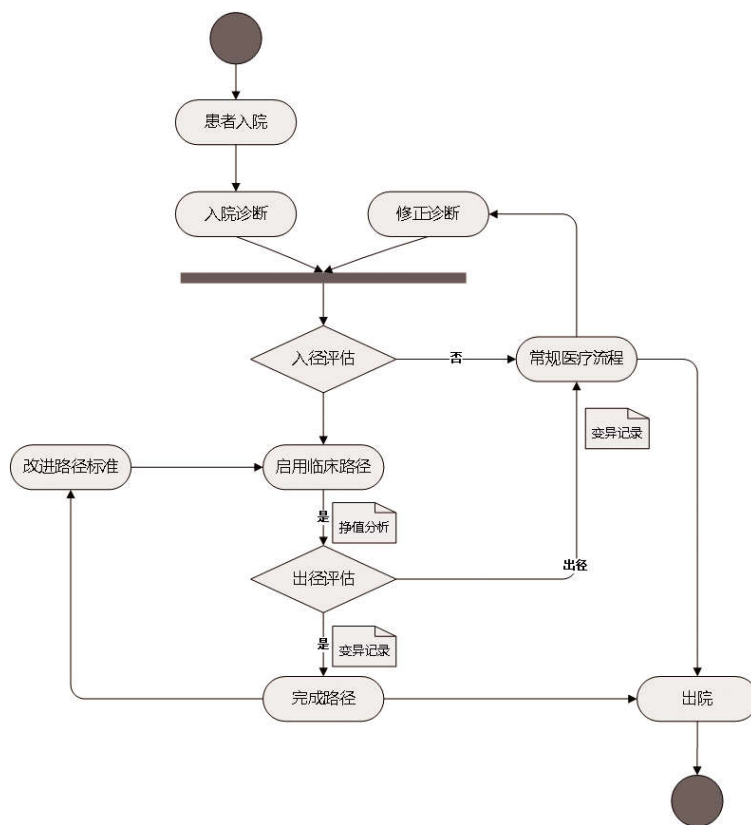 患者入院
入院诊断
修正诊断
入径评估
否
常规医疗流程
变异记录
改进路径标准
启用临床路径
是
挣值分析
出径评估
出径
是
变异记录
完成路径
出院